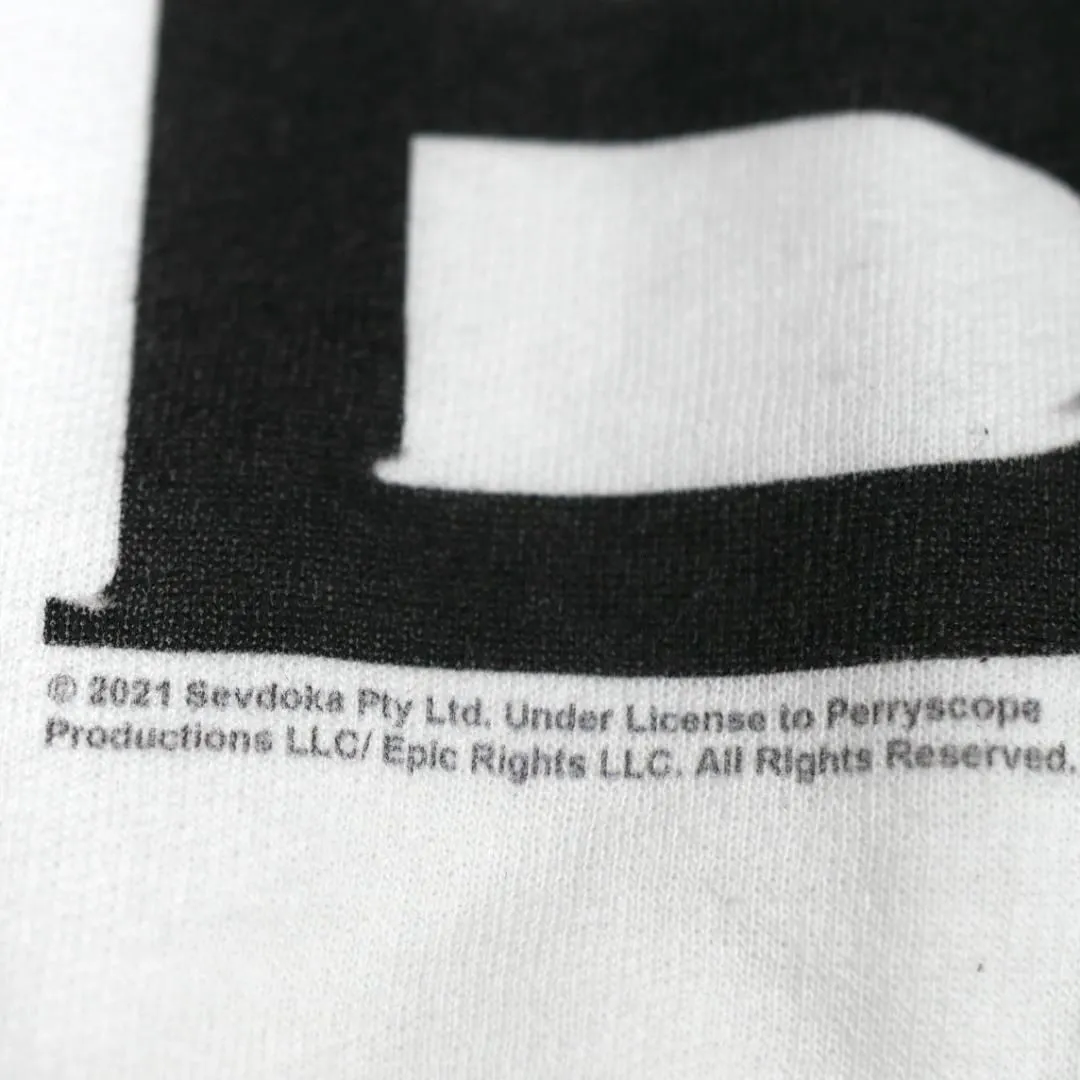 © 2021 Sevdoka Pty Ltd. Under License to Perryscope
Productions LLC/ Epic Rights LLC. All Rights Reserved.